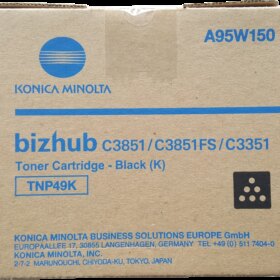 A95W150
KONICA MINOLTA
bizhub C3851/C3851FS/C3351
Toner Cartridge - Black (K)
TNP49K
KONICA MINOLTA BUSINESS SOLUTIONS EUROPE GmbH
EUROPAALLEE 17, 30855 LANGENHAGEN, GERMANY TEL +49 (0) 511 7404-0
KONICA MINOLTA, INC.
2-7-2 MARUNOUCHI, CHIYODA-KU, TOKYO, JAPAN